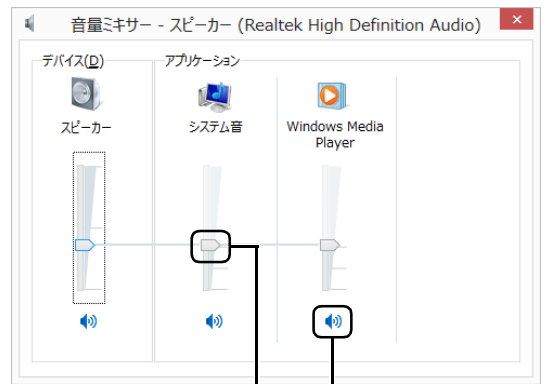 音量ミキサー - スピーカー (Realtek High Definition Audio)
デバイス(D)
アプリケーション
スピーカー
システム音
Windows Media
Player